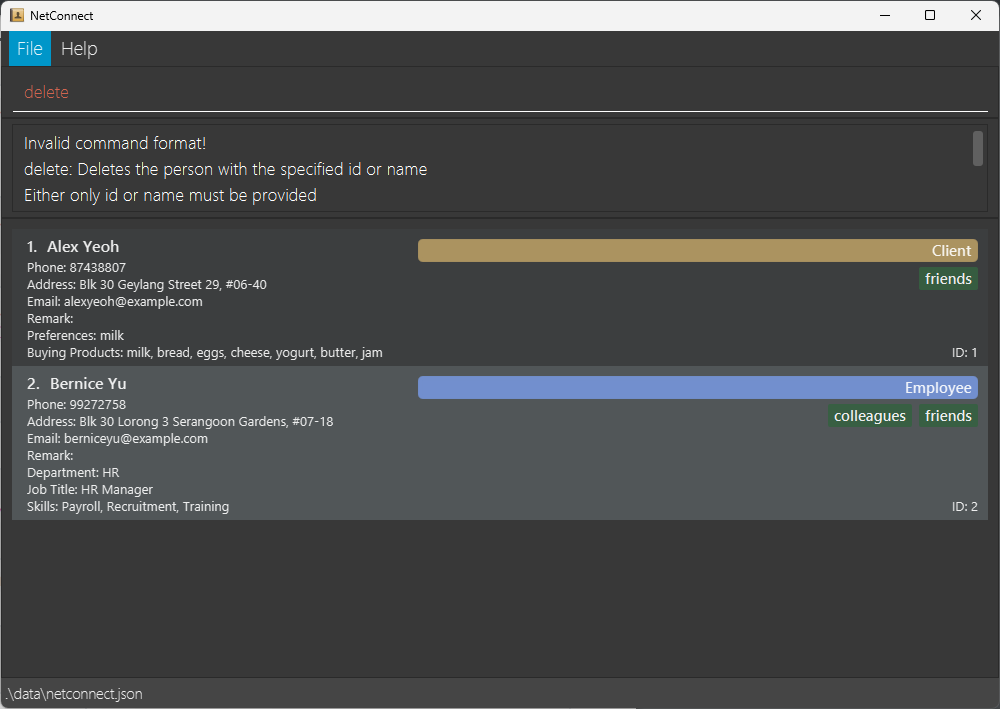 NetConnect
File Help
delete
Invalid command format!
delete: Deletes the person with the specified id or name
Either only id or name must be provided
1. Alex Yeoh
Client
Phone: 87438807
friends
Address: Blk 30 Geylang Street 29, #06-40
Email: alexyeoh@example.com
Remark:
Preferences: milk
Buying Products: milk, bread, eggs, cheese, yogurt, butter, jam
ID: 1
2. Bernice Yu
Employee
Phone: 99272758
colleagues friends
Address: Blk 30 Lorong 3 Serangoon Gardens, #07-18
Email: berniceyu@example.com
Remark:
Department: HR
Job Title: HR Manager
Skills: Payroll, Recruitment, Training
ID: 2
.\data\netconnect.json